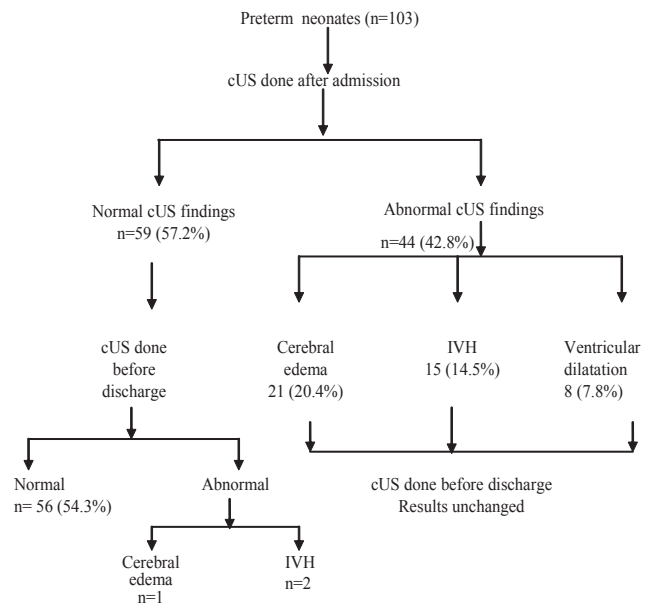 Preterm neonates (n=103)
cUS done after admission
Normal cUS findings
n=59 (57.2%)
Abnormal cUS findings
n=44 (42.8%)
cUS done
before
discharge
Cerebral
edema
21 (20.4%)
IVH
15 (14.5%)
Ventricular
dilatation
8 (7.8%)
Normal
n= 56 (54.3%)
Abnormal
cUS done before discharge
Results unchanged
Cerebral
edema
n=1
IVH
n=2